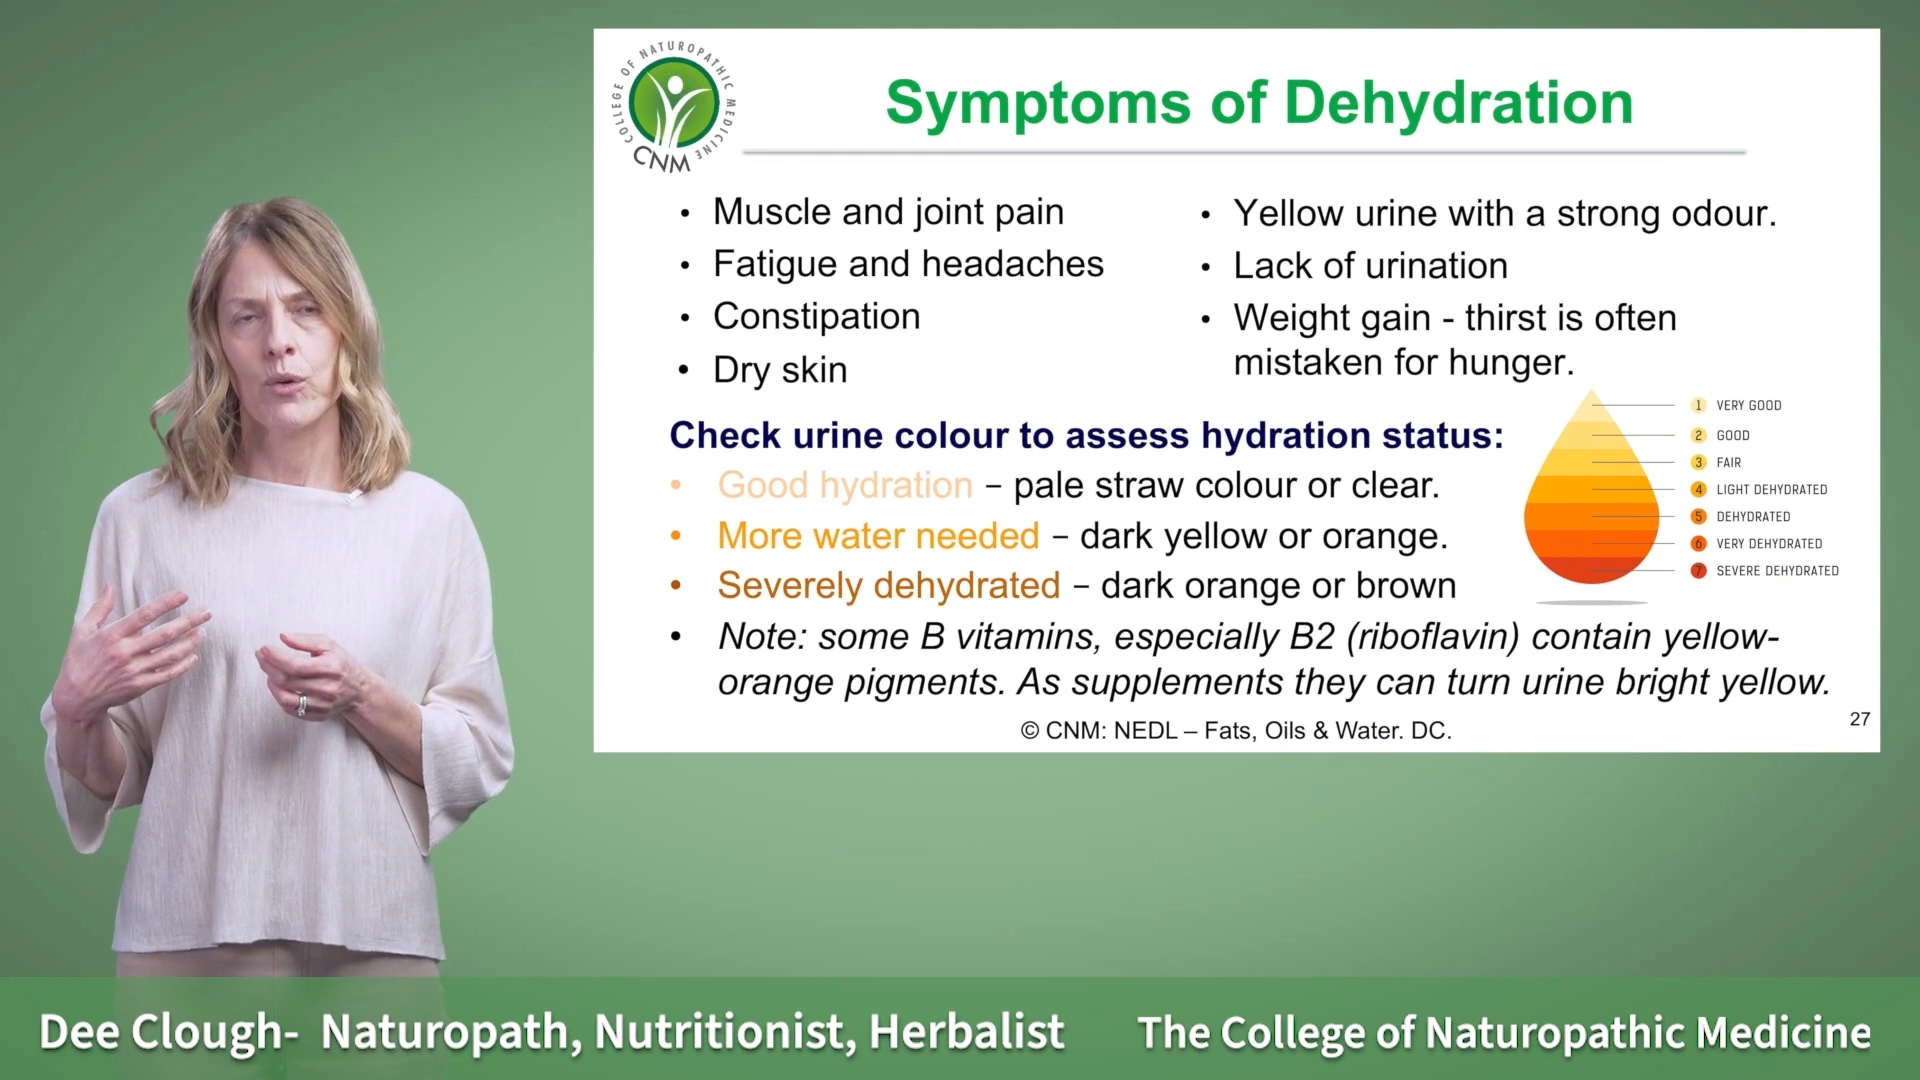 COLLEGE OF NATUROPATHIC MEDICINE
CNM
Symptoms of Dehydration
• Muscle and joint pain
• Fatigue and headaches
• Constipation
• Dry skin
• Yellow urine with a strong odour.
• Lack of urination
• Weight gain - thirst is often
mistaken for hunger.
Check urine colour to assess hydration status:
• Good hydration – pale straw colour or clear.
• More water needed – dark yellow or orange.
• Severely dehydrated – dark orange or brown
• Note: some B vitamins, especially B2 (riboflavin) contain yellow-
orange pigments. As supplements they can turn urine bright yellow.
1 VERY GOOD
2 GOOD
3 FAIR
4 LIGHT DEHYDRATED
5 DEHYDRATED
6 VERY DEHYDRATED
7 SEVERE DEHYDRATED
© CNM: NEDL – Fats, Oils & Water. DC.
27
Dee Clough- Naturopath, Nutritionist, Herbalist
The College of Naturopathic Medicine